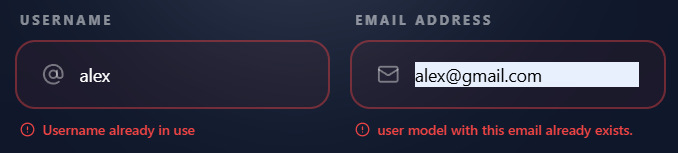 USERNAME
EMAIL ADDRESS
alex
alex@gmail.com
Username already in use
user model with this email already exists.